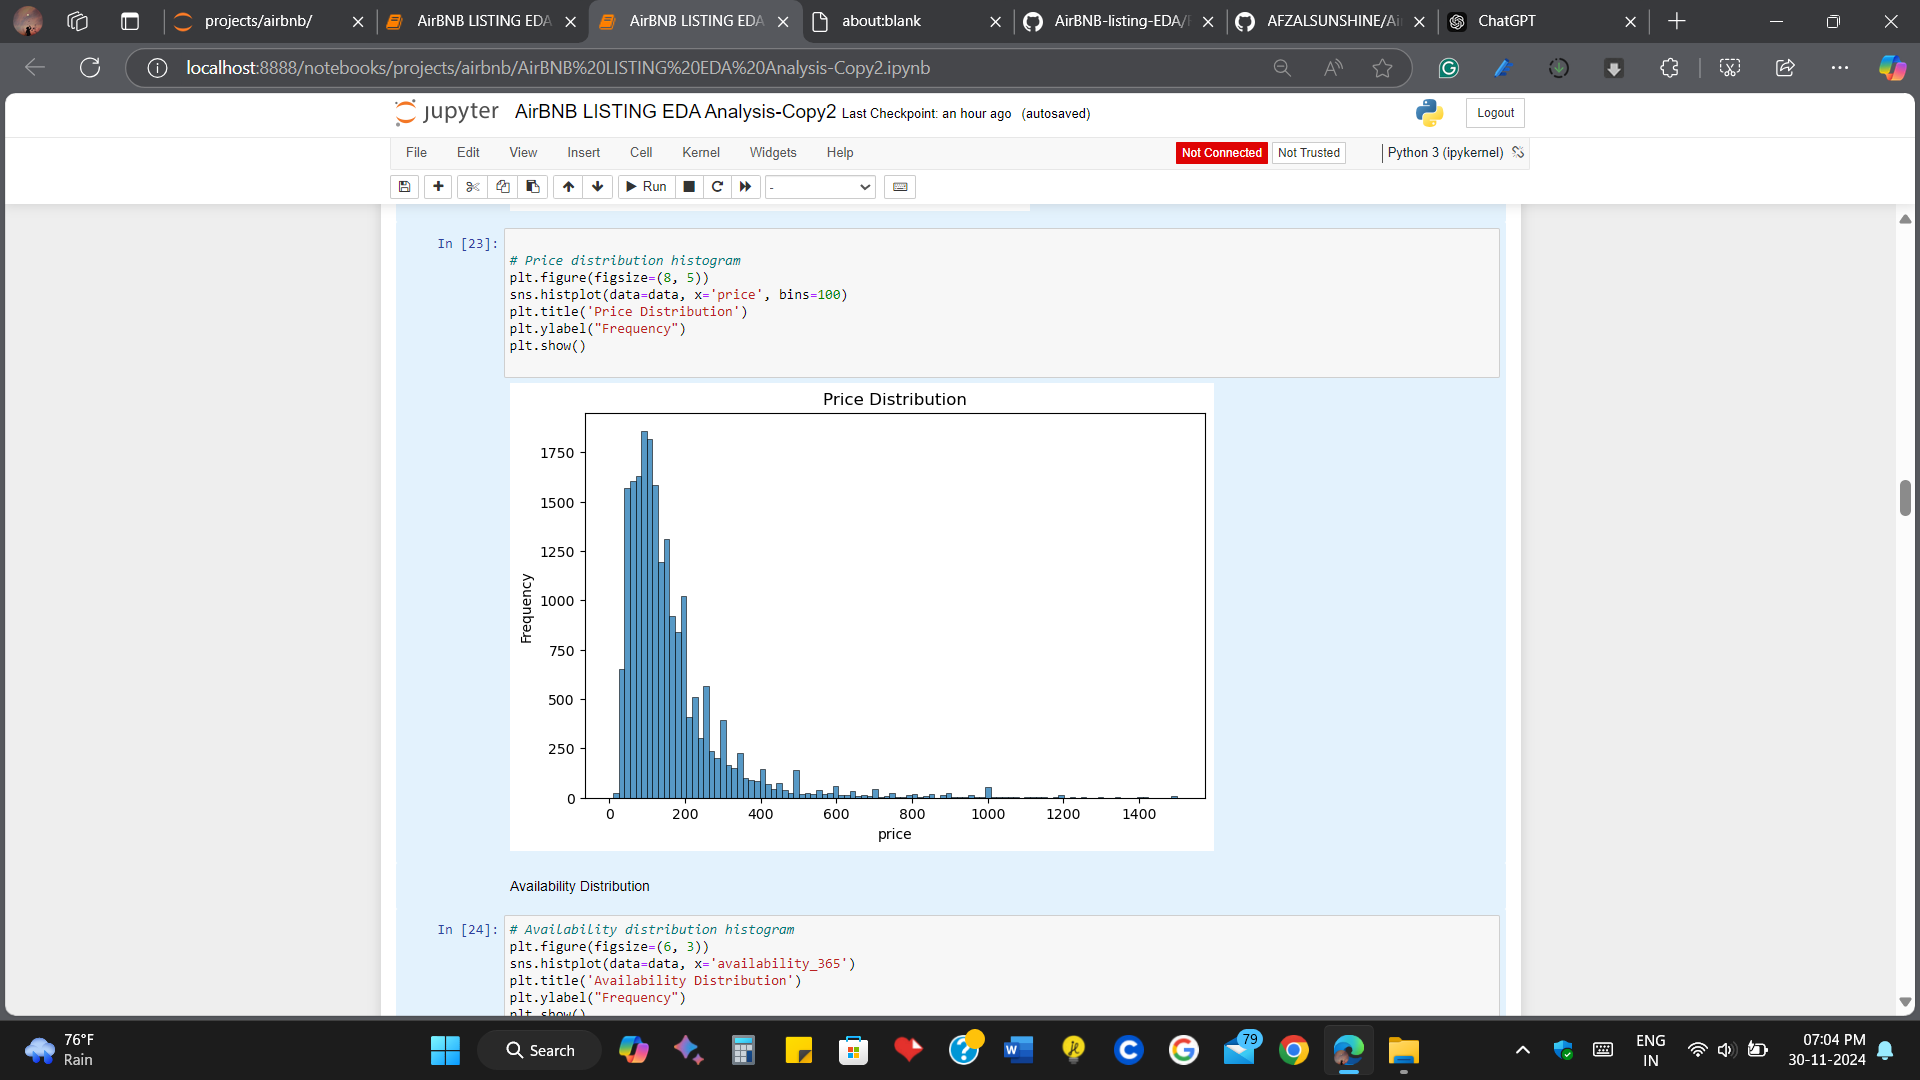 projects/airbnb/
AirBNB LISTING EDA
AirBNB LISTING EDA
about:blank
AirBNB-listing-EDA/
AFZALSUNSHINE/Ai
ChatGPT
localhost:8888/notebooks/projects/airbnb/AirBNB%20LISTING%20EDA%20Analysis-Copy2.ipynb
jupyter AirBNB LISTING EDA Analysis-Copy2 Last Checkpoint: an hour ago (autosaved)
Logout
File Edit View Insert Cell Kernel Widgets Help
Not Connected Not Trusted Python 3 (ipykernel)
Run -
In [23]:
# Price distribution histogram
plt.figure(figsize=(8, 5))
sns.histplot(data=data, x='price', bins=100)
plt.title('Price Distribution')
plt.ylabel("Frequency")
plt.show()
Price Distribution
1750
1500
1250
1000
750
500
250
0
Frequency
0 200 400 600 800 1000 1200 1400
price
Availability Distribution
In [24]:
# Availability distribution histogram
plt.figure(figsize=(6, 3))
sns.histplot(data=data, x='availability_365')
plt.title('Availability Distribution')
plt.ylabel("Frequency")
plt.show()
76°F
Rain
Search
79
ENG
IN
07:04 PM
30-11-2024